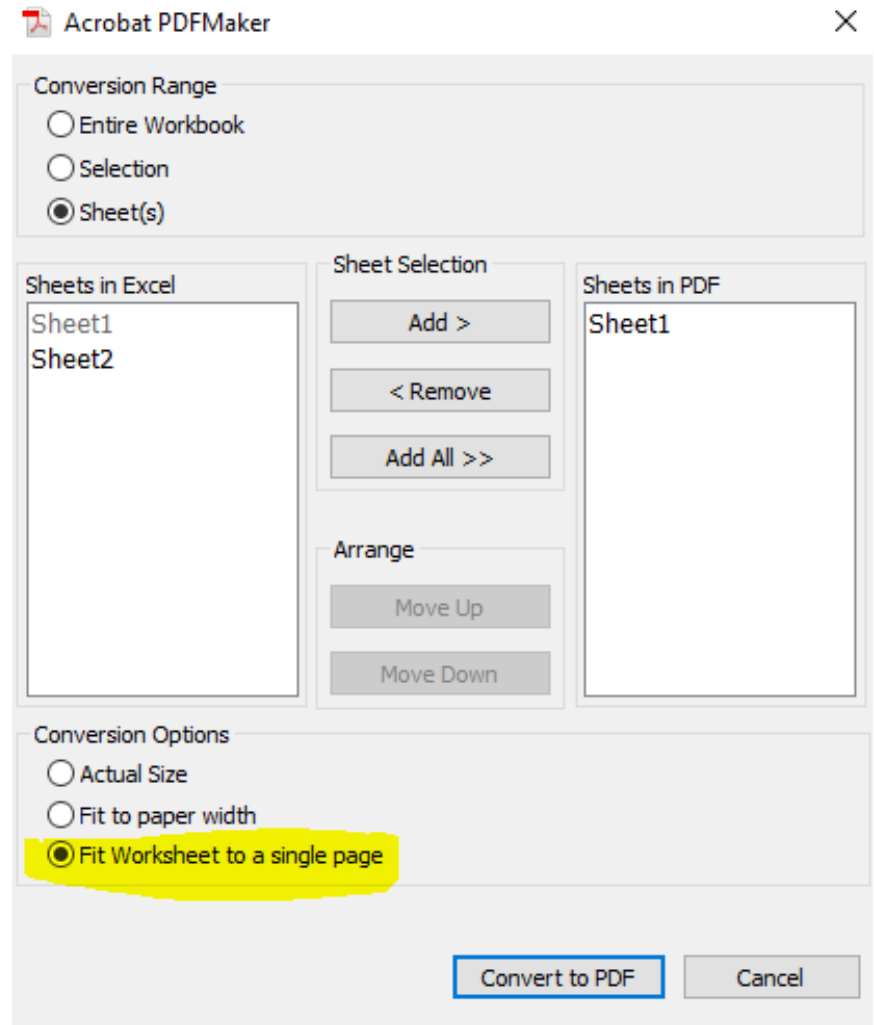 Acrobat PDFMaker
Conversion Range
Entire Workbook
Selection
Sheet(s)
Sheets in Excel
Sheet1
Sheet2
Sheet Selection
Add >
< Remove
Add All >>
Arrange
Move Up
Move Down
Sheets in PDF
Sheet1
Conversion Options
Actual Size
Fit to paper width
Fit Worksheet to a single page
Convert to PDF
Cancel